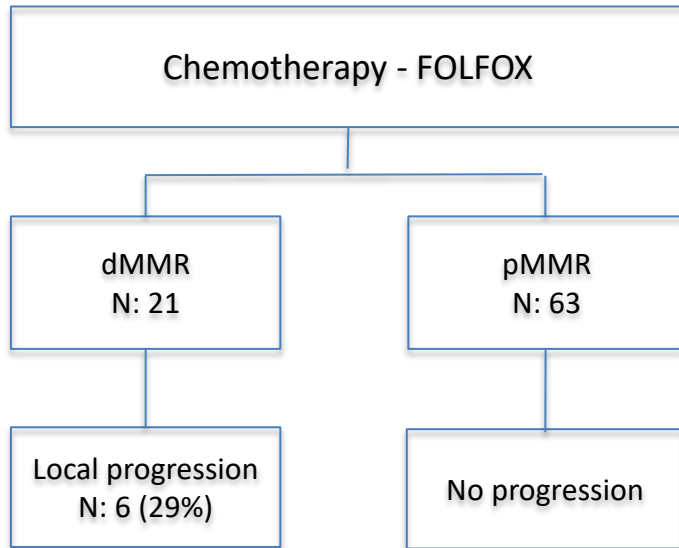 Chemotherapy - FOLFOX
dMMR
N: 21
pMMR
N: 63
Local progression
N: 6 (29%)
No progression